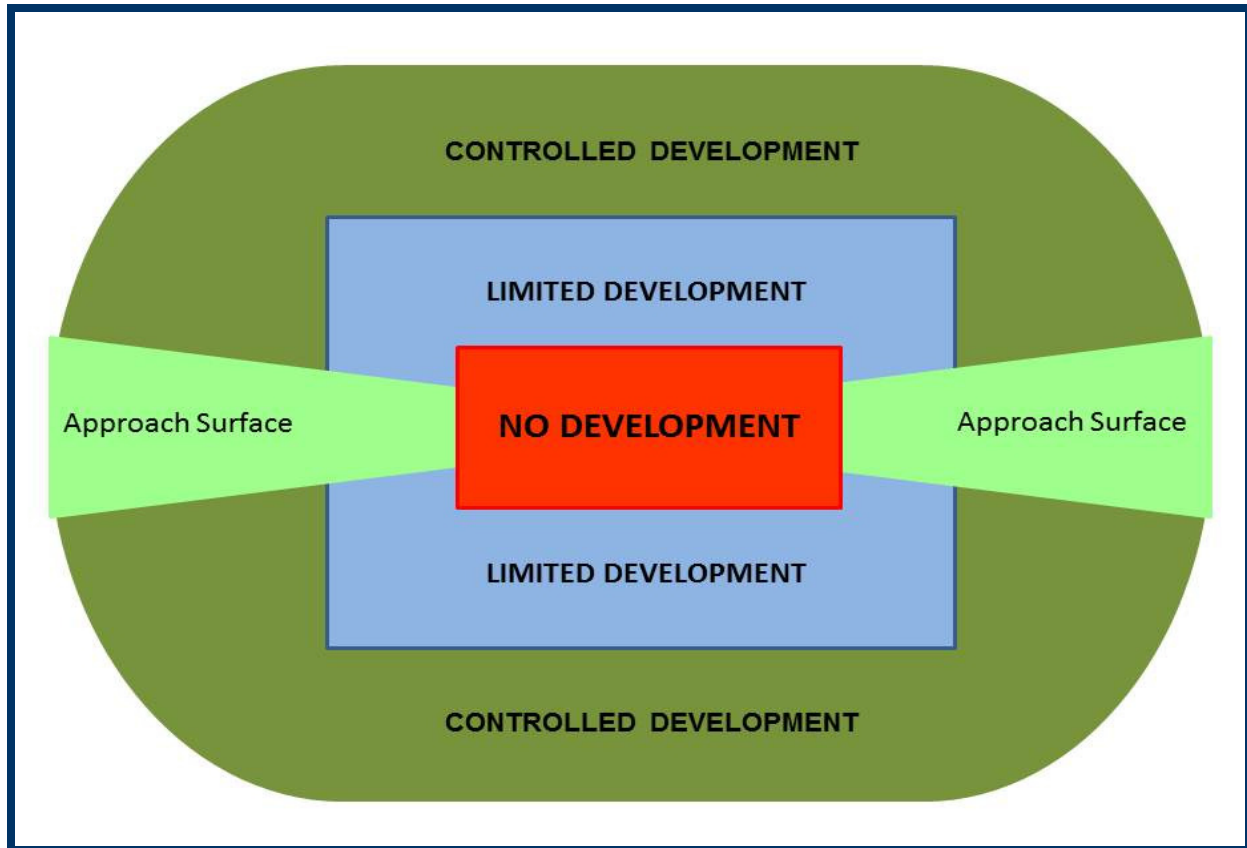 CONTROLLED DEVELOPMENT
LIMITED DEVELOPMENT
Approach Surface
NO DEVELOPMENT
Approach Surface
LIMITED DEVELOPMENT
CONTROLLED DEVELOPMENT